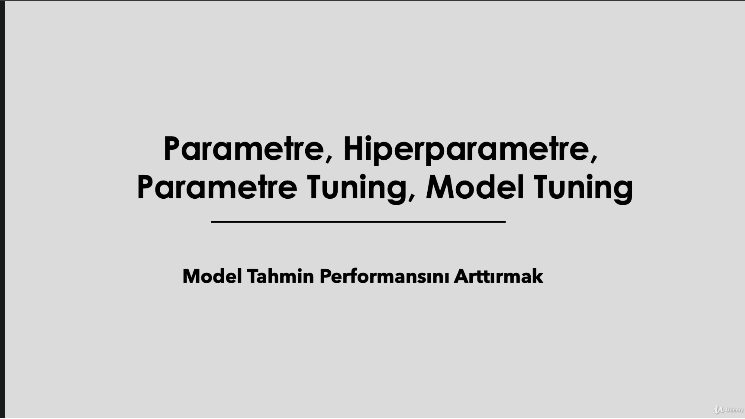 Parametre, Hiperparametre,
Parametre Tuning, Model Tuning
Model Tahmin Performansını Arttırmak